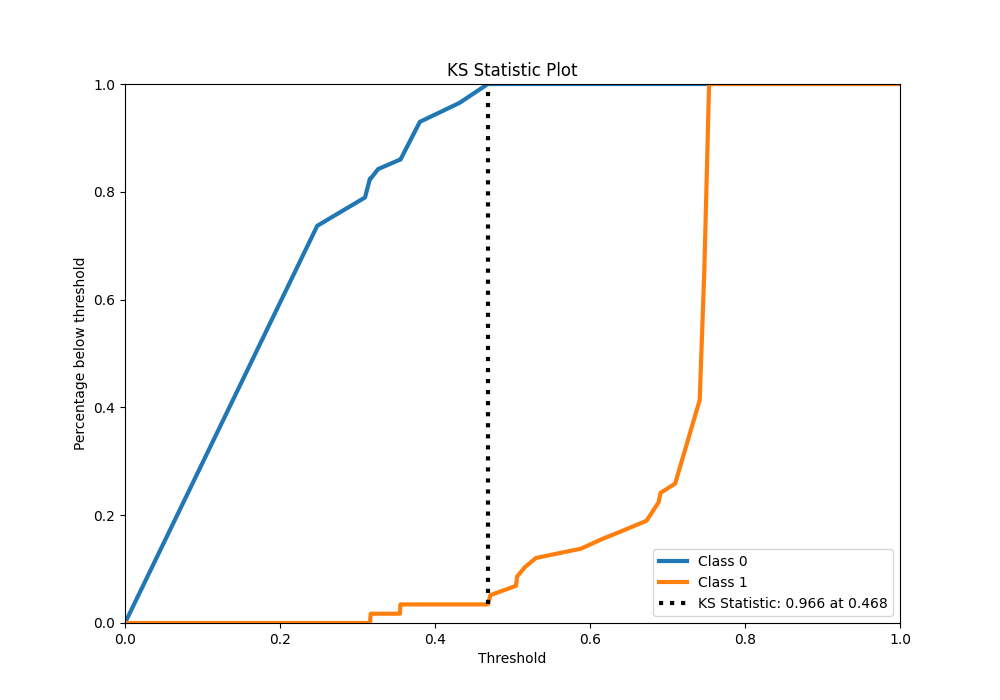 KS Statistic Plot
Percentage below threshold
1.0
0.8
0.6
0.4
0.2
0.0
0.0 0.2 0.4 0.6 0.8 1.0
Threshold
Class 0
Class 1
KS Statistic: 0.966 at 0.468